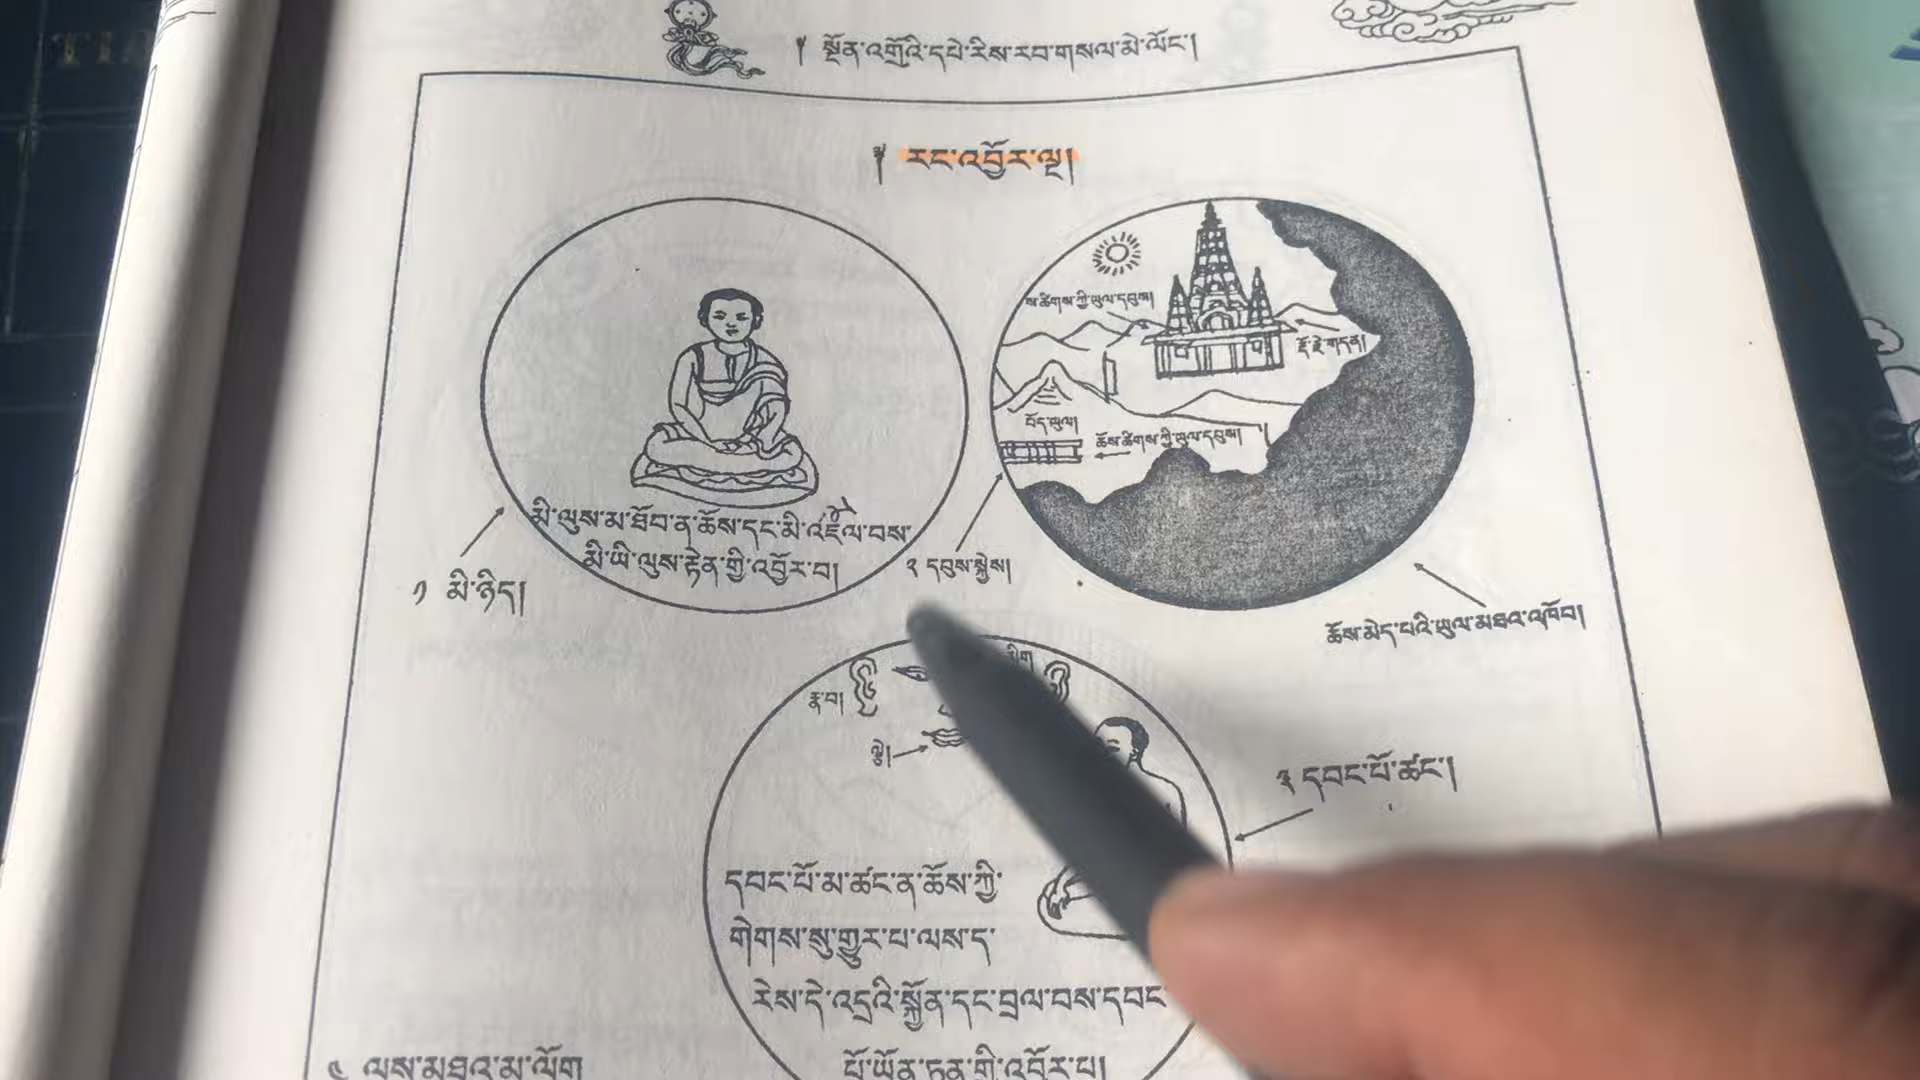 ༈ སྔོན་འགྲོའི་དཔེ་རིས་རབ་གསལ་མེ་ལོང་།
༈ རང་འབྱོར་ལྔ།
ས་ཚིགས་ཀྱི་ཡུལ་དབུས།
རྡོ་རྗེ་གདན།
བོད་ཡུལ།
ཆོས་ཚིགས་ཀྱི་ཡུལ་དབུས།
མི་ལུས་མ་ཐོབ་ན་ཆོས་དང་མི་འཛོལ་བས་
མི་ཡི་ལུས་རྟེན་གྱི་འབྱོར་བ།
༡ མི་ཉིད།
༢ དབུས་སྐྱེས།
ཆོས་མེད་པའི་ཡུལ་མཐའ་འཁོབ།
རྣ་བ།
མིག
ལྕེ།
༣ དབང་པོ་ཚང་།
དབང་པོ་མ་ཚང་ན་ཆོས་ཀྱི་
གེགས་སུ་གྱུར་པ་ལས་ད་
རེས་དེ་འདྲའི་སྐྱོན་དང་བྲལ་བས་དབང་
པོ་ཡོན་ཏན་གྱི་འབྱོར་པ།
༤ ལས་མཐའ་མ་ལོག